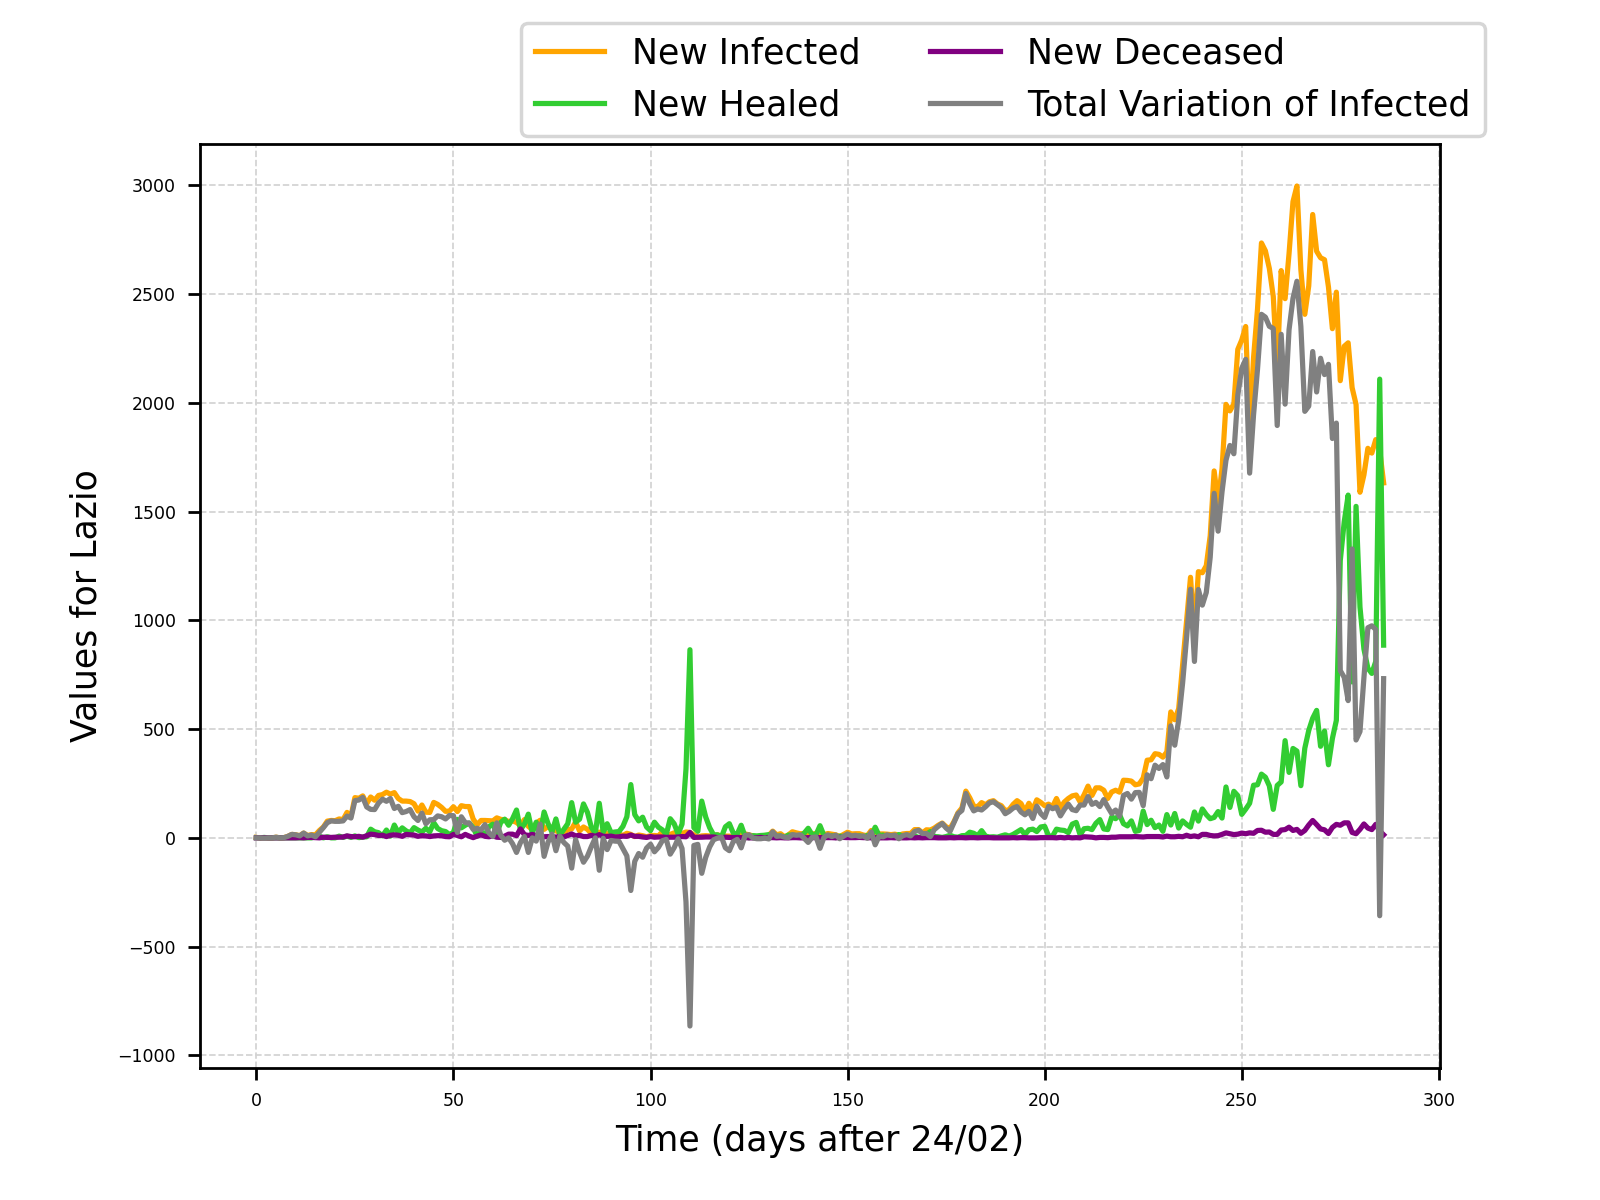 New Infected New Deceased
New Healed Total Variation of Infected
3000
2500
2000
1500
1000
500
0
−500
−1000
Values for Lazio
0 50 100 150 200 250 300
Time (days after 24/02)